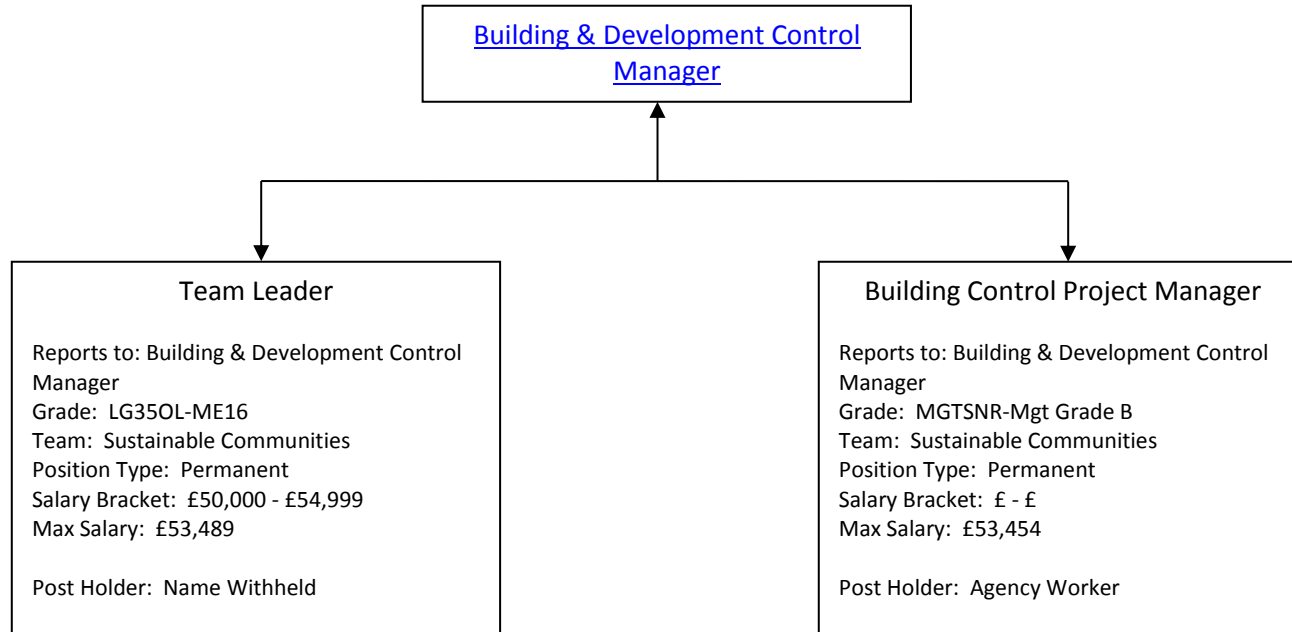 Building & Development Control
Manager
Team Leader
Reports to: Building & Development Control
Manager
Grade: LG35OL-ME16
Team: Sustainable Communities
Position Type: Permanent
Salary Bracket: £50,000 - £54,999
Max Salary: £53,489
Post Holder: Name Withheld
Building Control Project Manager
Reports to: Building & Development Control
Manager
Grade: MGTSNR-Mgt Grade B
Team: Sustainable Communities
Position Type: Permanent
Salary Bracket: £ - £
Max Salary: £53,454
Post Holder: Agency Worker